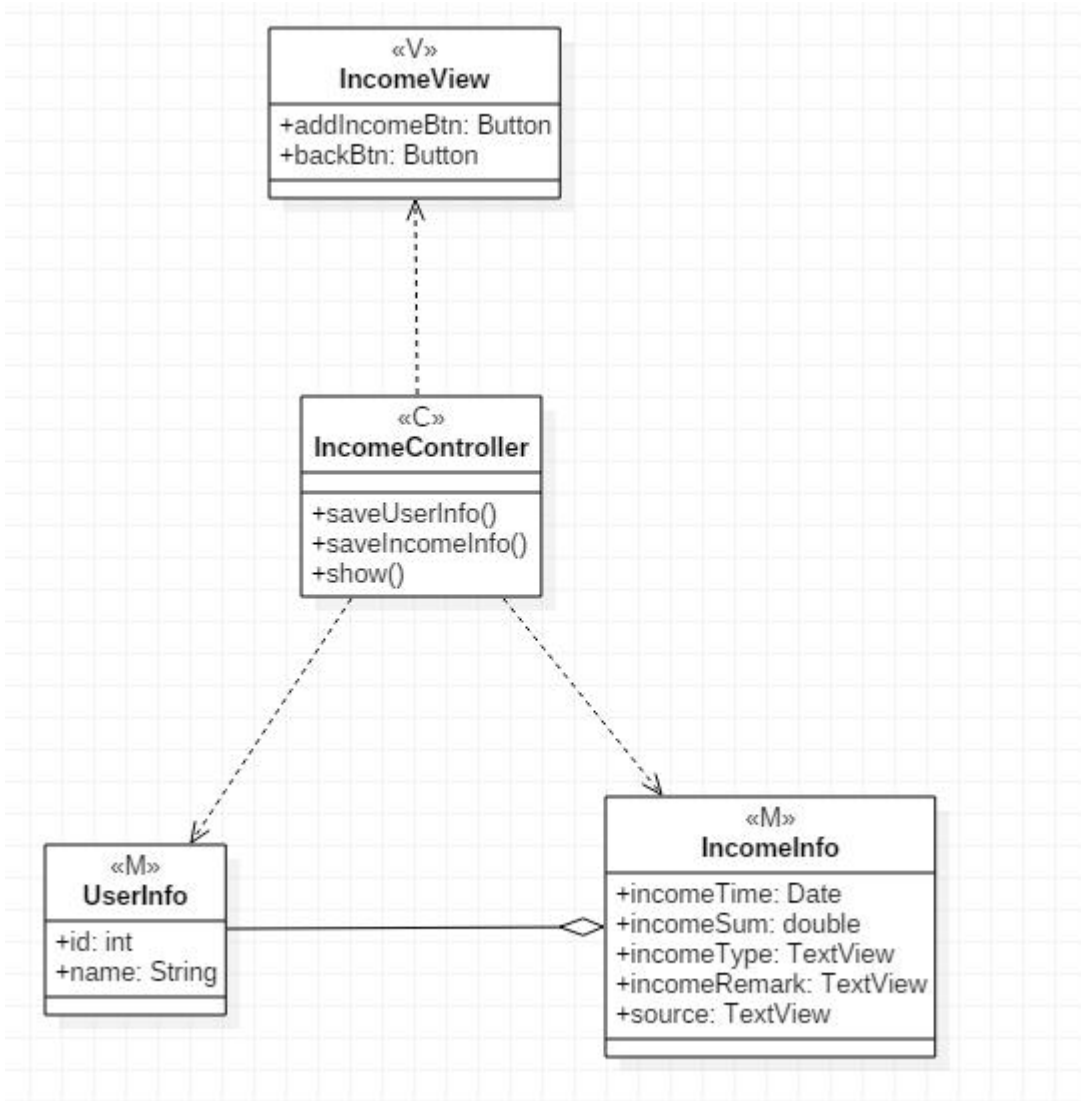 «V»
IncomeView
+addIncomeBtn: Button
+backBtn: Button
«C»
IncomeController
+saveUserInfo()
+saveIncomeInfo()
+show()
«M»
UserInfo
+id: int
+name: String
«M»
IncomeInfo
+incomeTime: Date
+incomeSum: double
+incomeType: TextView
+incomeRemark: TextView
+source: TextView